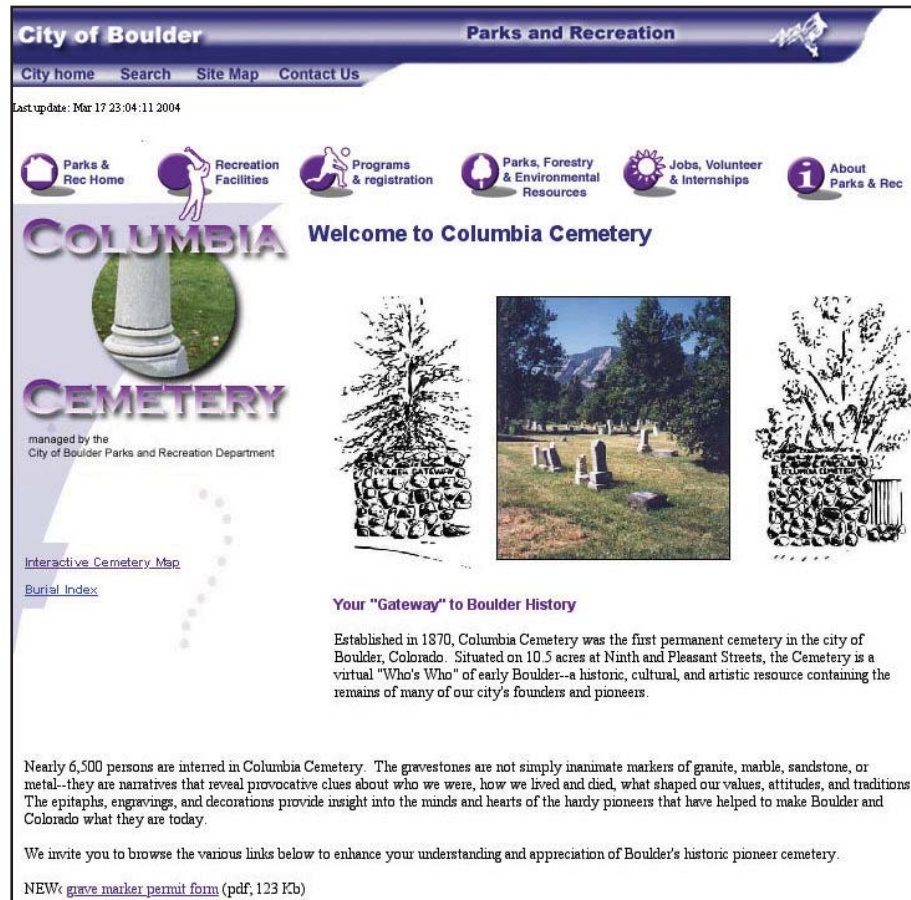 City of Boulder
Parks and Recreation
City home Search Site Map Contact Us
Last update: Mar 17 23:04:11 2004
Parks &
Rec Home
Recreation
Facilities
Programs
& registration
Parks, Forestry
& Environmental
Resources
Jobs, Volunteer
& Internships
i
About
Parks & Rec
COLUMBIA
CEMETERY
managed by the
City of Boulder Parks and Recreation Department
Interactive Cemetery Map
Burial Index
Welcome to Columbia Cemetery
PIONEER GATEWAY
COLUMBIA CEMETERY
Your "Gateway" to Boulder History
Established in 1870, Columbia Cemetery was the first permanent cemetery in the city of
Boulder, Colorado. Situated on 10.5 acres at Ninth and Pleasant Streets, the Cemetery is a
virtual "Who's Who" of early Boulder--a historic, cultural, and artistic resource containing the
remains of many of our city's founders and pioneers.
Nearly 6,500 persons are interred in Columbia Cemetery. The gravestones are not simply inanimate markers of granite, marble, sandstone, or
metal--they are narratives that reveal provocative clues about who we were, how we lived and died, what shaped our values, attitudes, and traditions
The epitaphs, engravings, and decorations provide insight into the minds and hearts of the hardy pioneers that have helped to make Boulder and
Colorado what they are today.
We invite you to browse the various links below to enhance your understanding and appreciation of Boulder's historic pioneer cemetery.
NEW< grave marker permit form (pdf; 123 Kb)